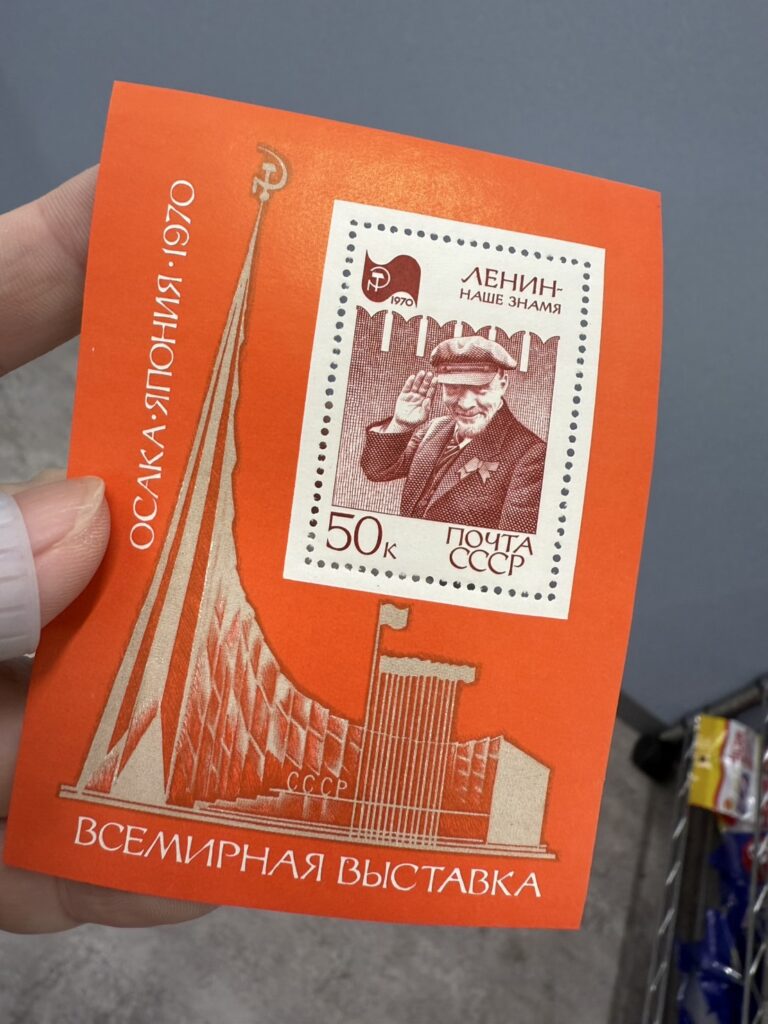 ОСАКА·ЯПОНИЯ·1970
ЛЕНИН-
НАШЕ ЗНАМЯ
1970
50К
ПОЧТА
СССР
СССР
ВСЕМИРНАЯ ВЫСТАВКА